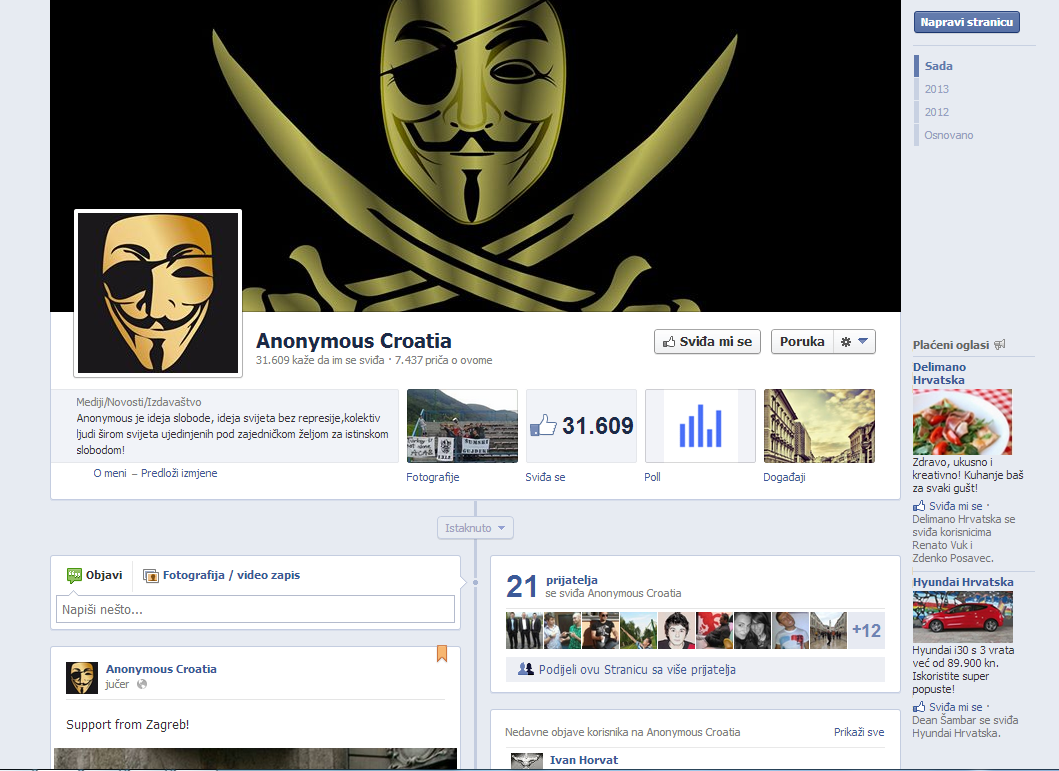 Napravi stranicu
Sada
2013
2012
Osnovano
Anonymous Croatia
31.609 kaže da im se sviđa · 7.437 priča o ovome
Sviđa mi se
Poruka
Mediji/Novosti/Izdavaštvo
Anonymous je ideja slobode, ideja svijeta bez represije,kolektiv
ljudi širom svijeta ujedinjenih pod zajedničkom željom za istinskom
slobodom!
O meni – Predloži izmjene
Fotografije
31.609
Sviđa se
Poll
Događaji
Istaknuto
Objavi
Fotografija / video zapis
Napiši nešto...
Anonymous Croatia
jučer
Support from Zagreb!
21 prijatelja
se sviđa Anonymous Croatia
+12
Podijeli ovu Stranicu sa više prijatelja
Nedavne objave korisnika na Anonymous Croatia
Prikaži sve
Ivan Horvat
Plaćeni oglasi
Delimano
Hrvatska
Zdravo, ukusno i
kreativno! Kuhanje baš
za svaki gušt!
Sviđa mi se ·
Delimano Hrvatska se
sviđa korisnicima
Renato Vuk i
Zdenko Posavec.
Hyundai Hrvatska
Hyundai i30 s 3 vrata
već od 89.900 kn.
Iskoristite super
popuste!
Sviđa mi se ·
Dean Šambar se sviđa
Hyundai Hrvatska.